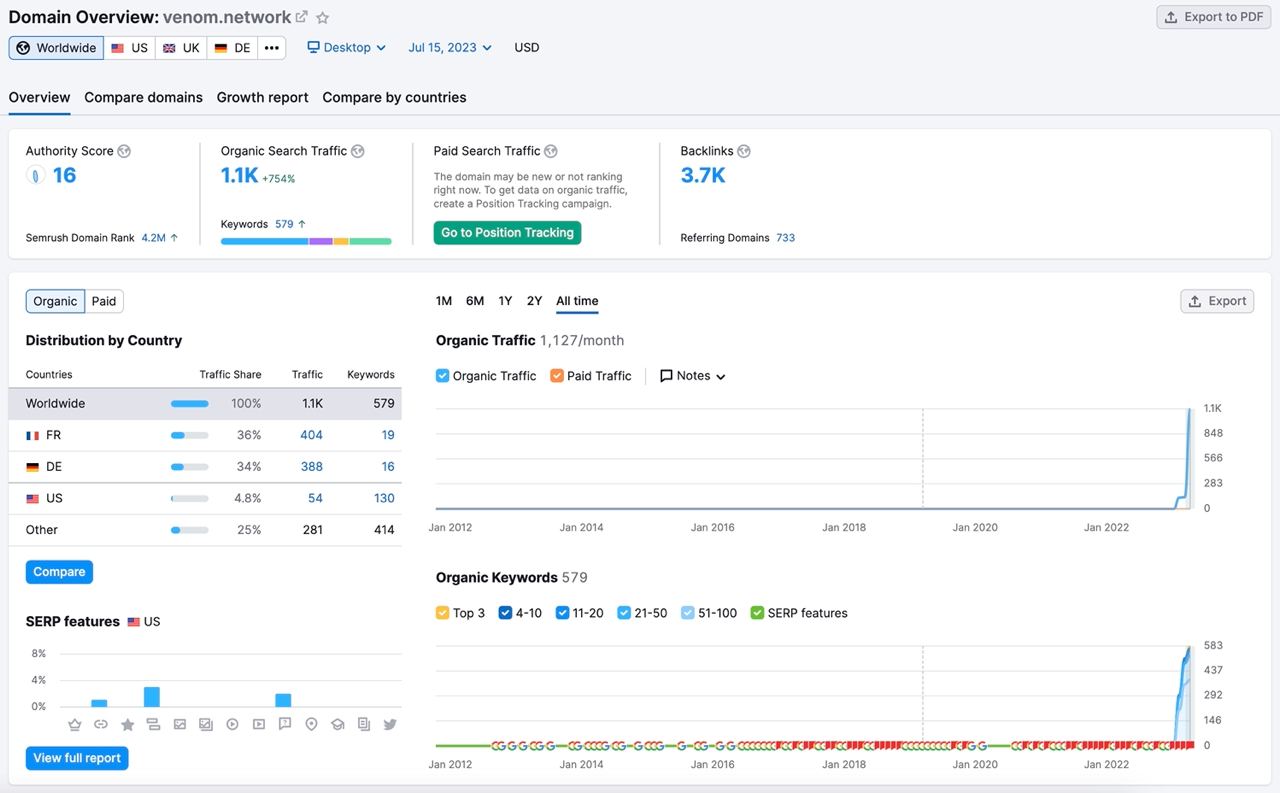 Domain Overview: venom.network
Export to PDF
Worldwide US UK DE ••• Desktop Jul 15, 2023 USD
Overview Compare domains Growth report Compare by countries
Authority Score
16
Semrush Domain Rank 4.2M ↑
Organic Search Traffic
1.1K +754%
Keywords 579 ↑
Paid Search Traffic
The domain may be new or not ranking
right now. To get data on organic traffic,
create a Position Tracking campaign.
Go to Position Tracking
Backlinks
3.7K
Referring Domains 733
Organic Paid
Distribution by Country
Countries Traffic Share Traffic Keywords
Worldwide 100% 1.1K 579
FR 36% 404 19
DE 34% 388 16
US 4.8% 54 130
Other 25% 281 414
Compare
SERP features US
8%
4%
0%
View full report
1M 6M 1Y 2Y All time
Export
Organic Traffic 1,127/month
Organic Traffic Paid Traffic Notes
1.1K
848
566
283
0
Jan 2012 Jan 2014 Jan 2016 Jan 2018 Jan 2020 Jan 2022
Organic Keywords 579
Top 3 4-10 11-20 21-50 51-100 SERP features
583
437
292
146
0
Jan 2012 Jan 2014 Jan 2016 Jan 2018 Jan 2020 Jan 2022